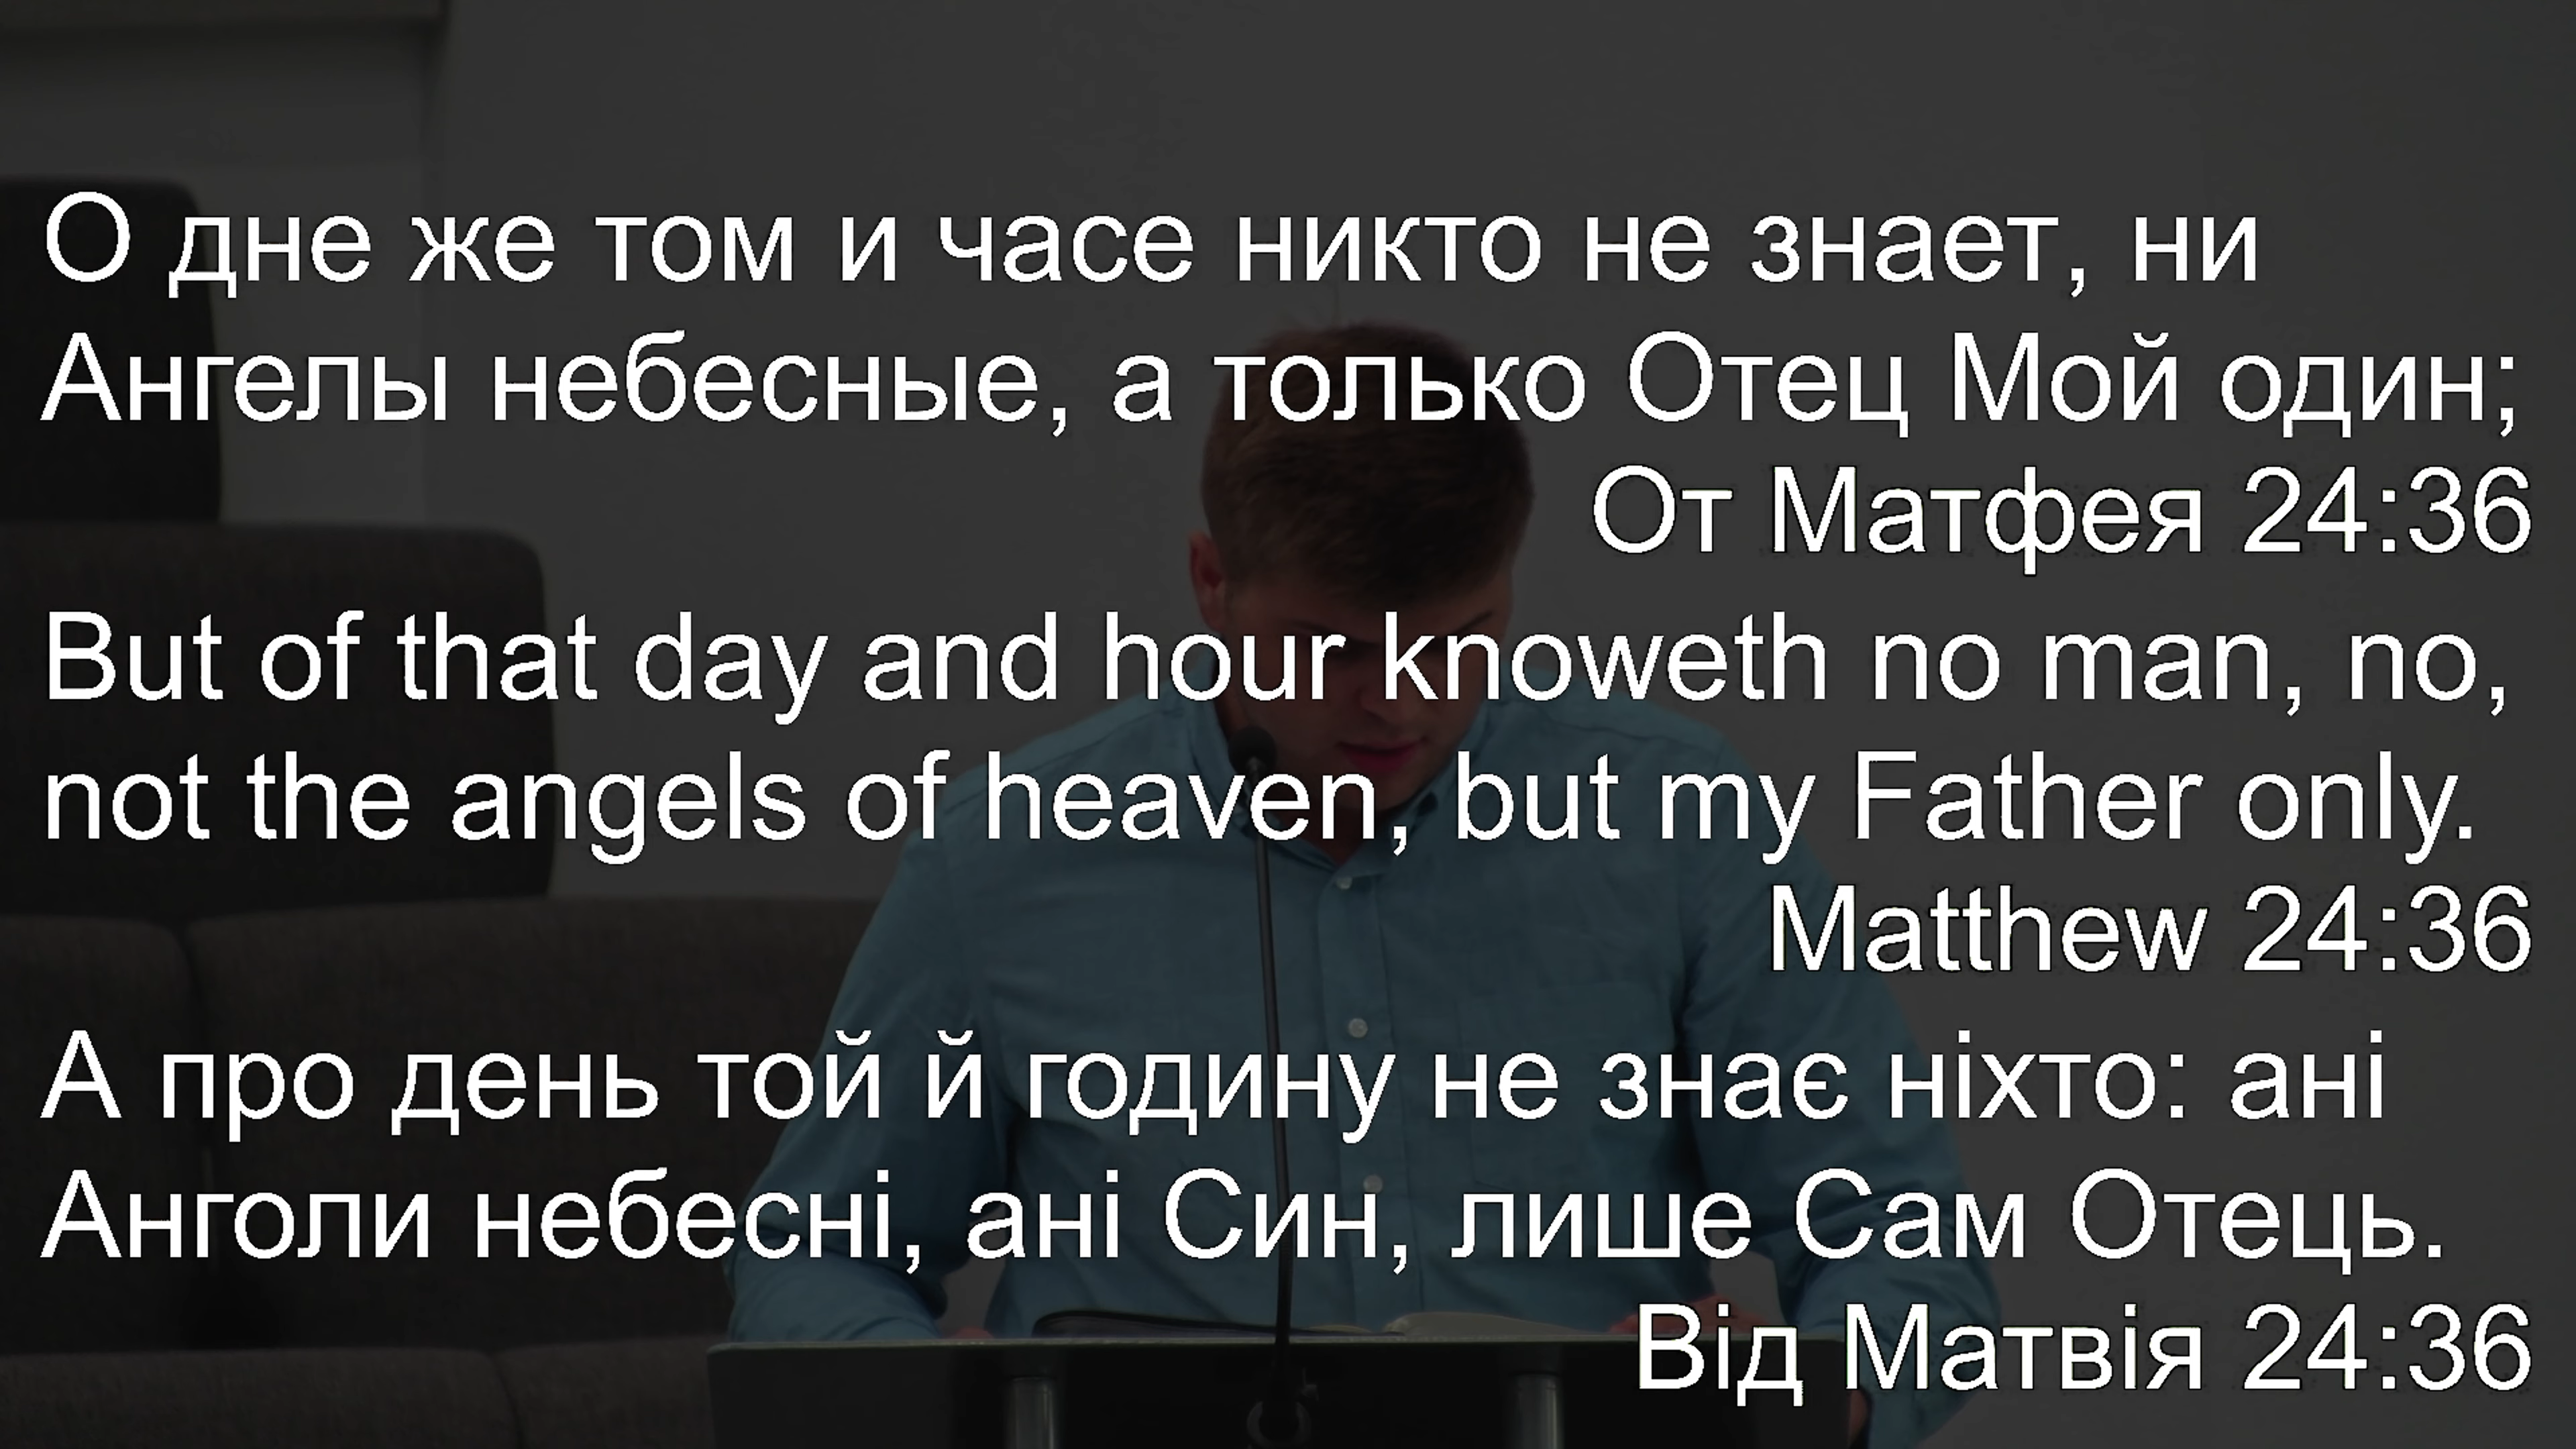 О дне же том и часе никто не знает, ни
Ангелы небесные, а только Отец Мой один;
От Матфея 24:36
But of that day and hour knoweth no man, no,
not the angels of heaven, but my Father only.
Matthew 24:36
А про день той й годину не знає ніхто: ані
Анголи небесні, ані Син, лише Сам Отець.
Від Матвія 24:36